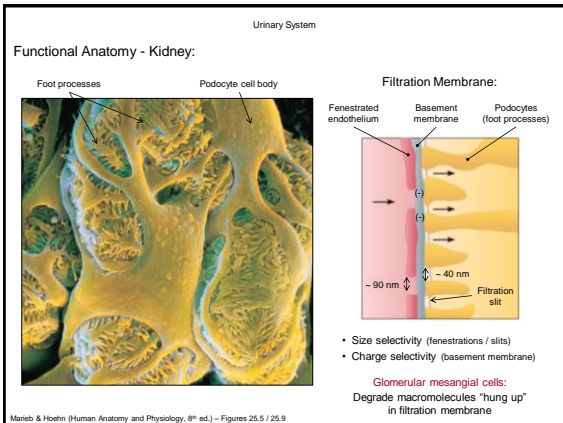 Urinary System
Functional Anatomy - Kidney:
Foot processes
Podocyte cell body
Filtration Membrane:
Fenestrated
endothelium
Basement
membrane
Podocytes
(foot processes)
(-)
(-)
~ 90 nm
~ 40 nm
Filtration
slit
• Size selectivity (fenestrations / slits)
• Charge selectivity (basement membrane)
Glomerular mesangial cells:
Degrade macromolecules “hung up”
in filtration membrane
Marieb & Hoehn (Human Anatomy and Physiology, 8th ed.) – Figures 25.5 / 25.9